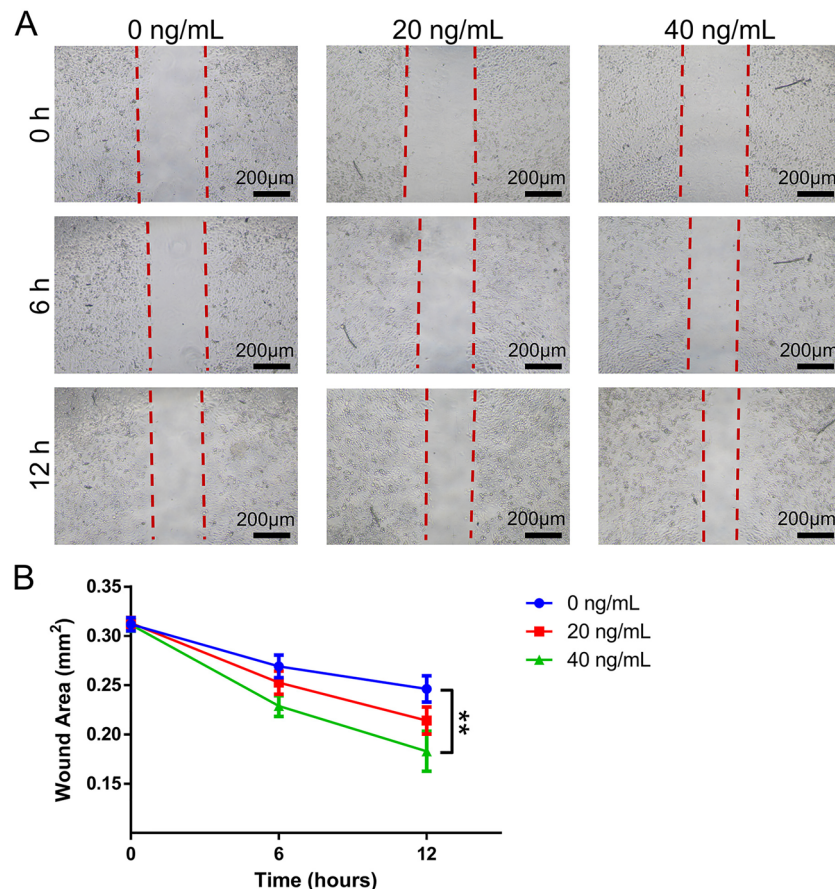 A
0 ng/mL 20 ng/mL 40 ng/mL
0 h
200μm 200μm 200μm
6 h
200μm 200μm 200μm
12 h
200μm 200μm 200μm
B
Wound Area (mm²)
0.35
0.30
0.25
0.20
0.15
**
0 6 12
Time (hours)
0 ng/mL
20 ng/mL
40 ng/mL